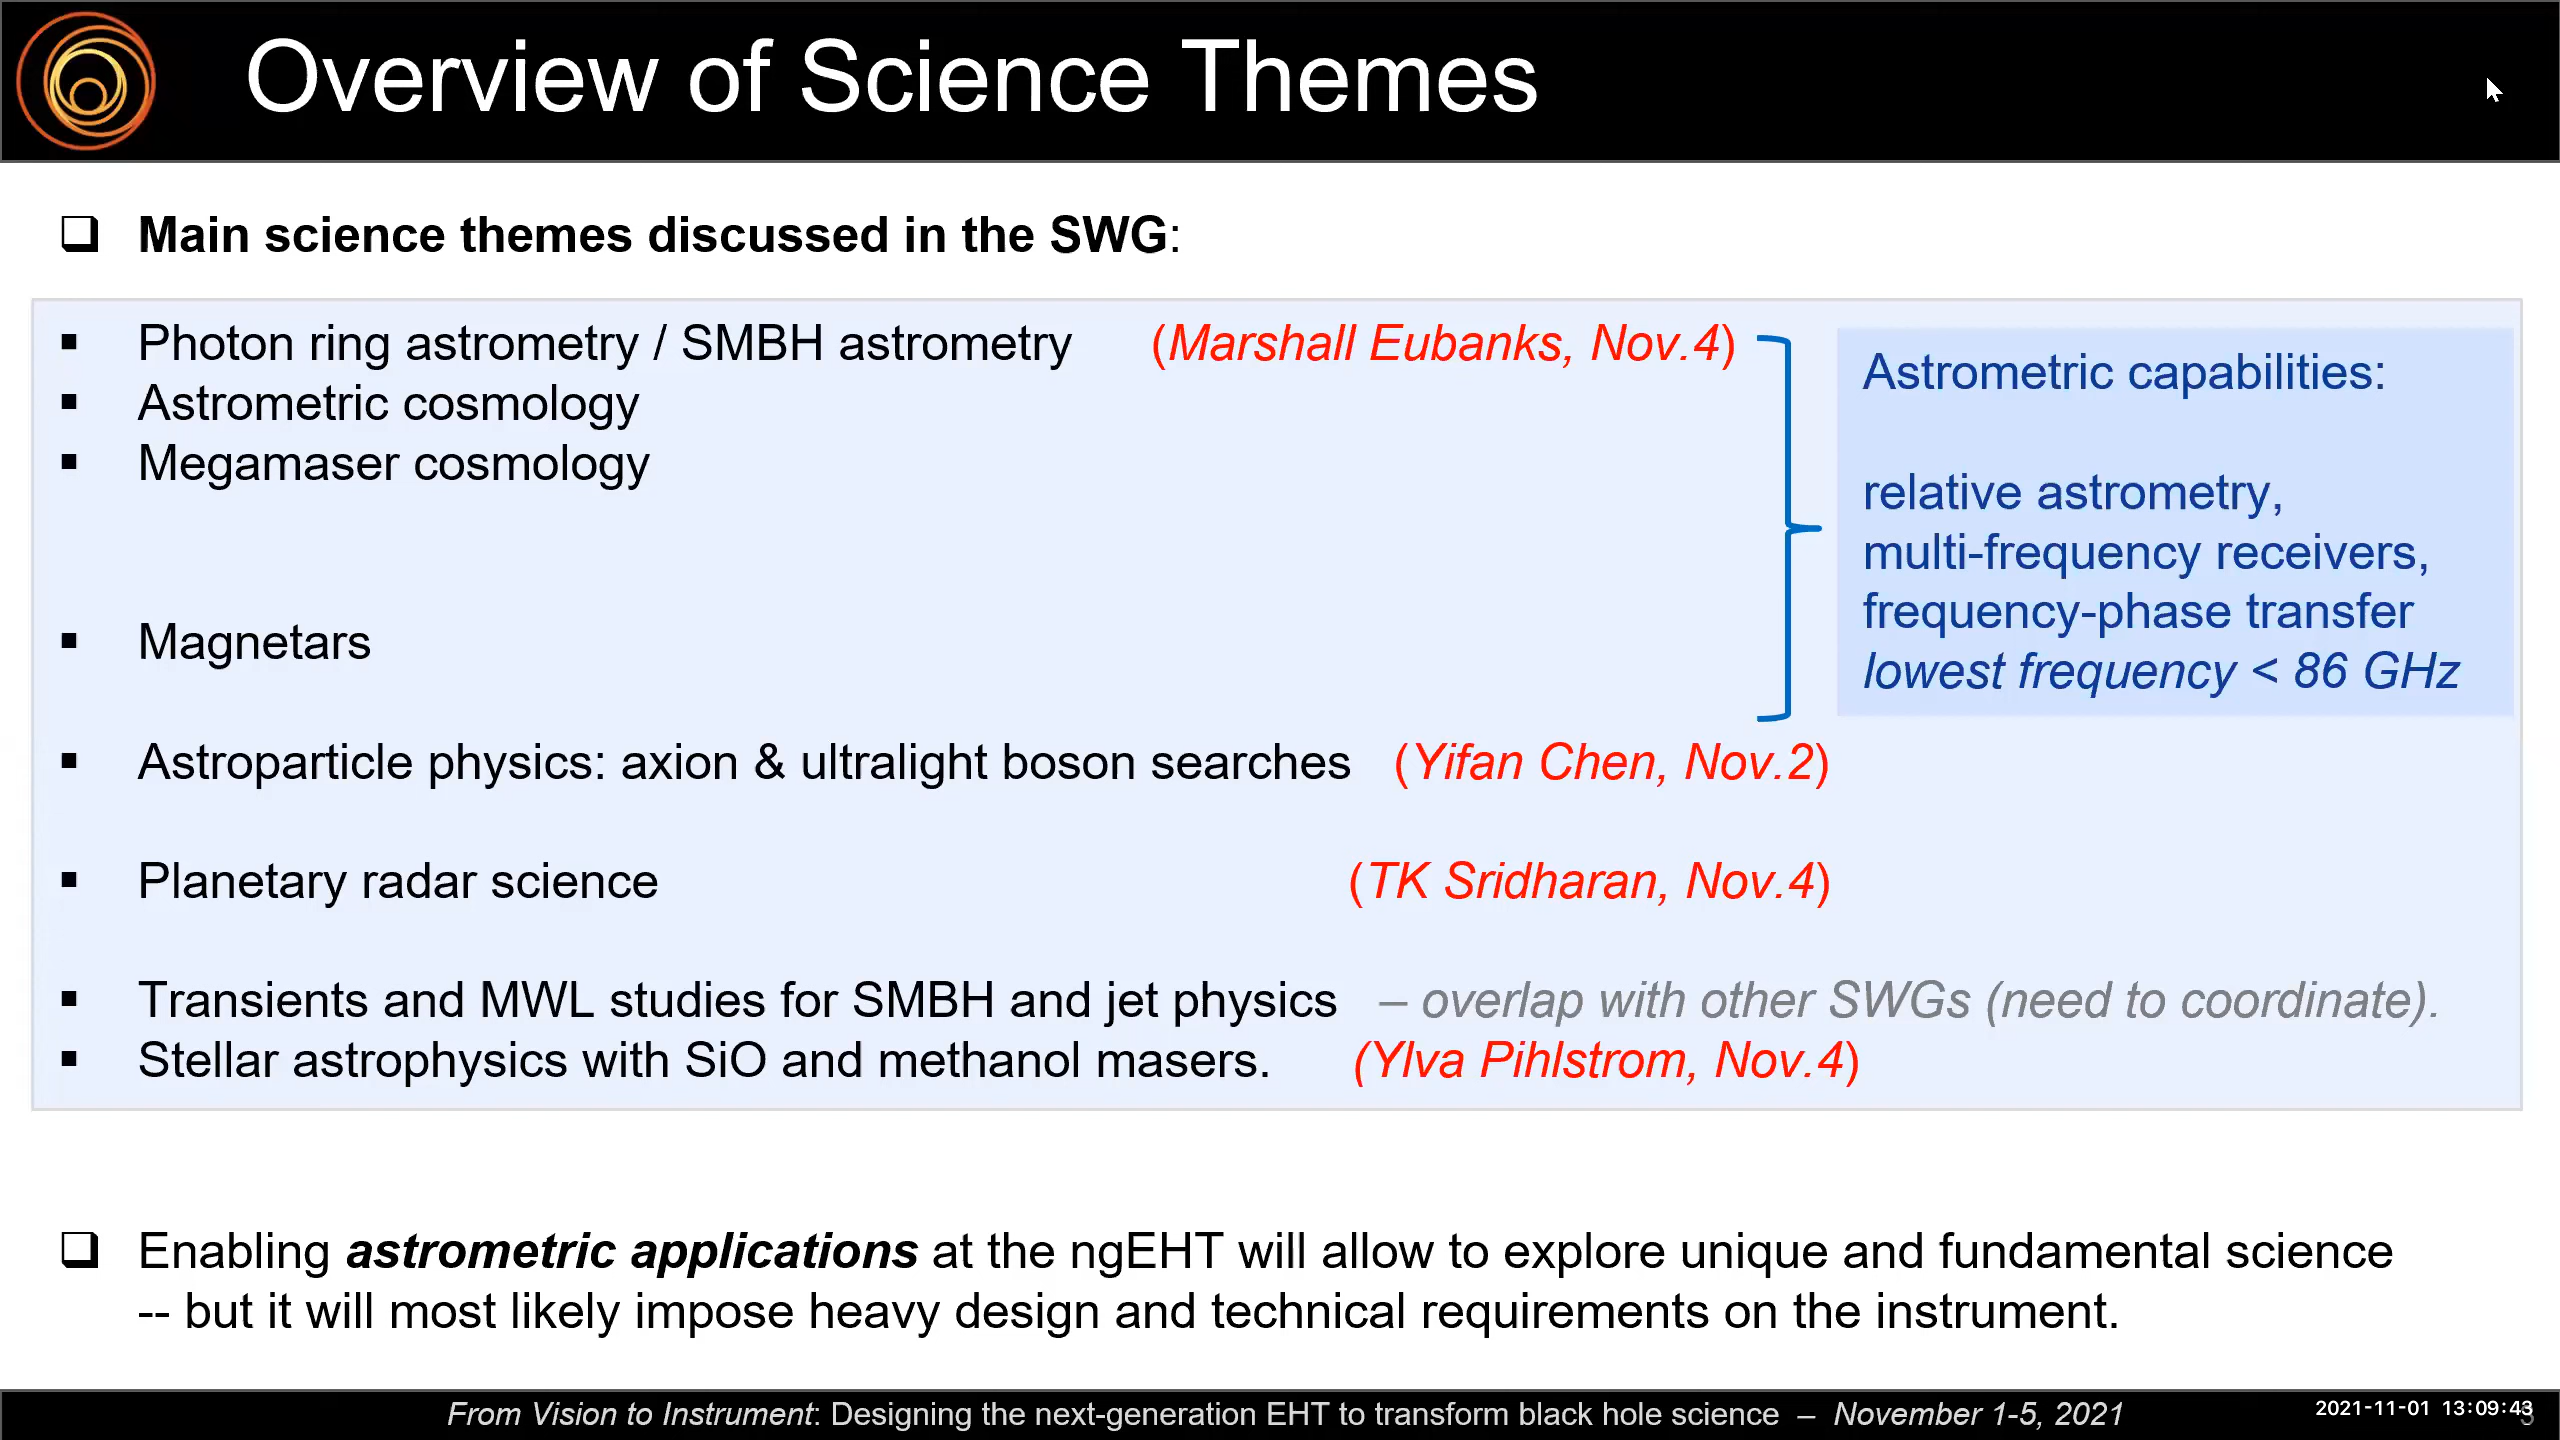 Overview of Science Themes
Main science themes discussed in the SWG:
Photon ring astrometry / SMBH astrometry (Marshall Eubanks, Nov.4)
Astrometric cosmology
Megamaser cosmology
Magnetars
Astrometric capabilities:
relative astrometry,
multi-frequency receivers,
frequency-phase transfer
lowest frequency < 86 GHz
Astroparticle physics: axion & ultralight boson searches (Yifan Chen, Nov.2)
Planetary radar science (TK Sridharan, Nov.4)
Transients and MWL studies for SMBH and jet physics – overlap with other SWGs (need to coordinate).
Stellar astrophysics with SiO and methanol masers. (Ylva Pihlstrom, Nov.4)
Enabling astrometric applications at the ngEHT will allow to explore unique and fundamental science
-- but it will most likely impose heavy design and technical requirements on the instrument.
From Vision to Instrument: Designing the next-generation EHT to transform black hole science – November 1-5, 2021
2021-11-01 13:09:43
3